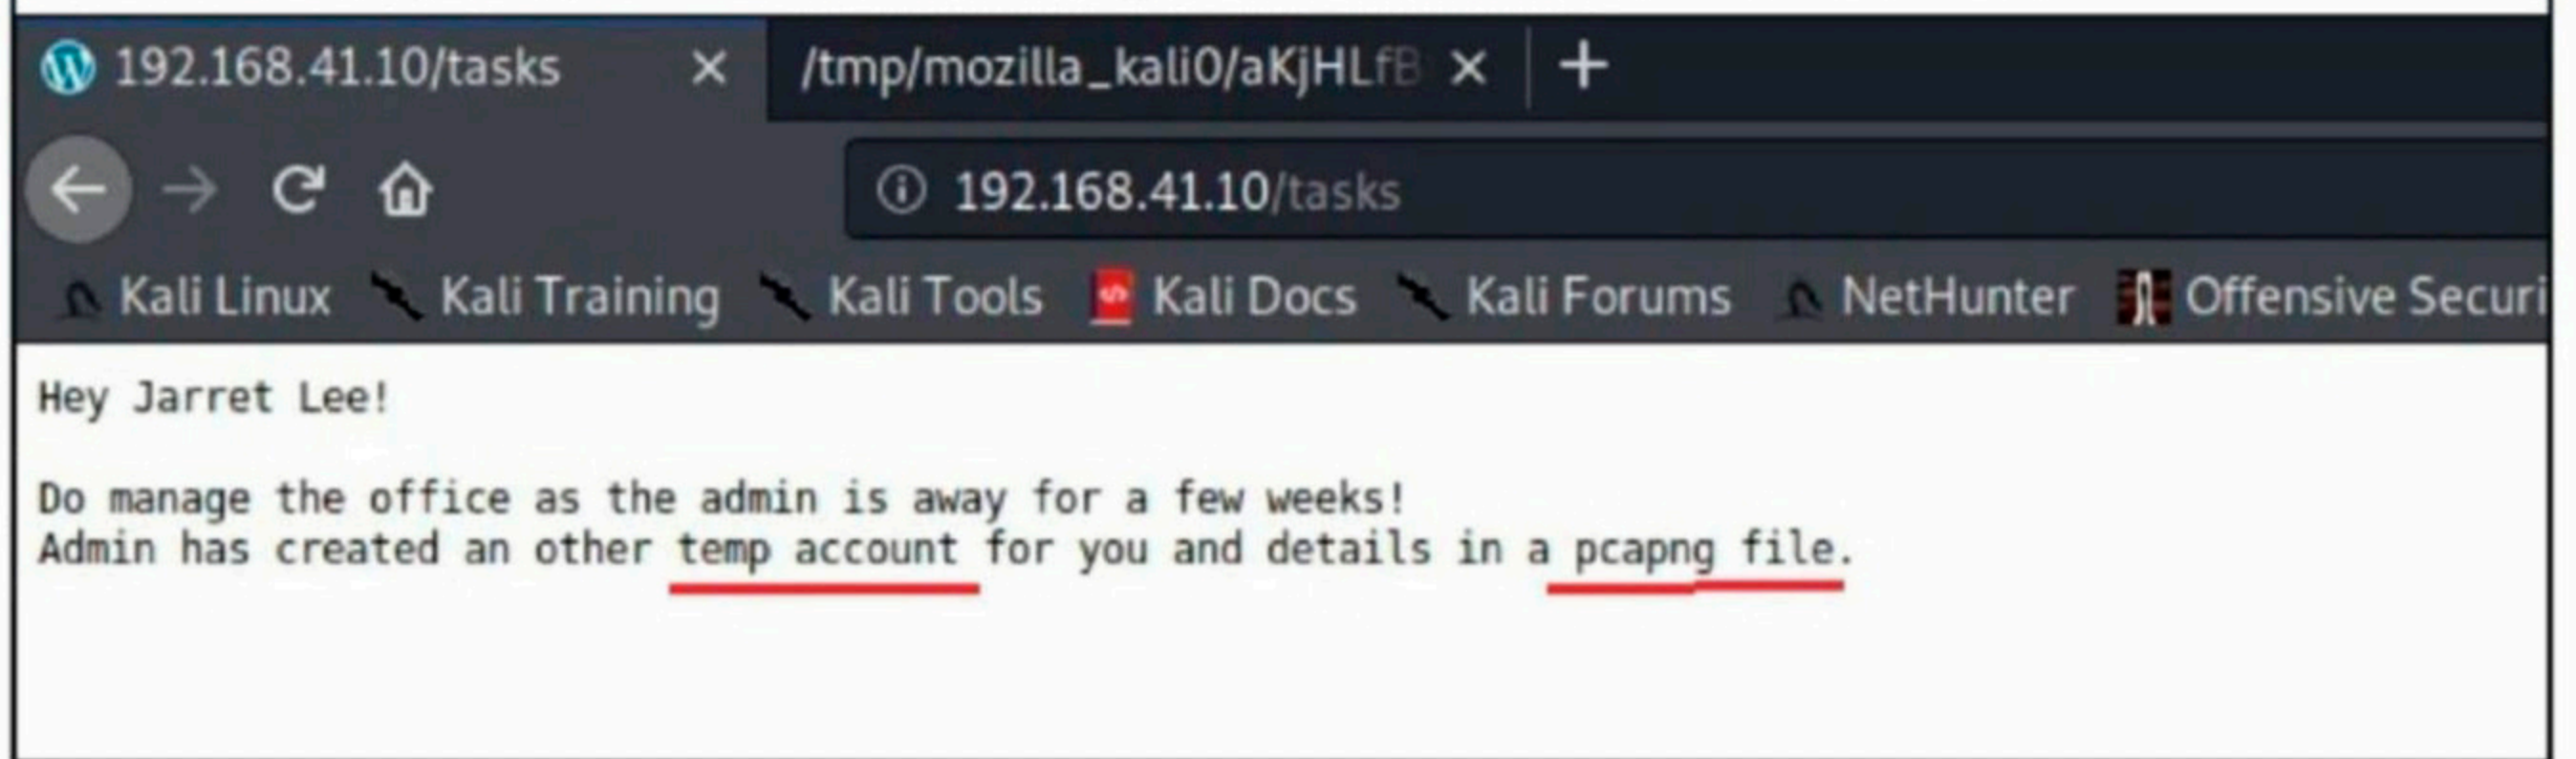 192.168.41.10/tasks
/tmp/mozilla_kali0/aKjHLfB
192.168.41.10/tasks
Kali Linux Kali Training Kali Tools Kali Docs Kali Forums NetHunter Offensive Securi
Hey Jarret Lee!
Do manage the office as the admin is away for a few weeks!
Admin has created an other temp account for you and details in a pcapng file.